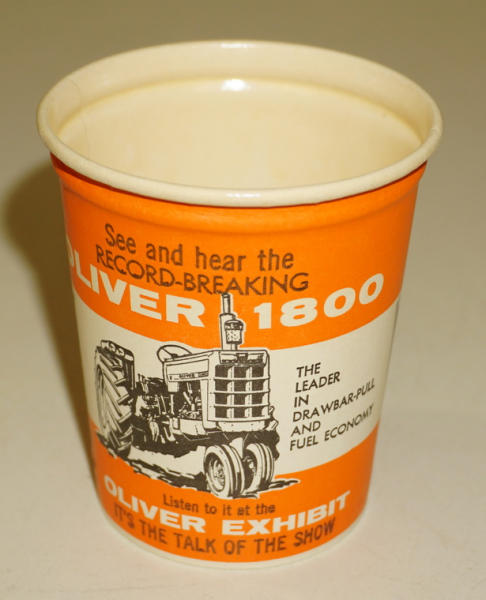 See and hear the
RECORD-BREAKING
OLIVER 1800
THE
LEADER
IN
DRAWBAR-PULL
AND
FUEL ECONOMY
Listen to it at the
OLIVER EXHIBIT
IT'S THE TALK OF THE SHOW